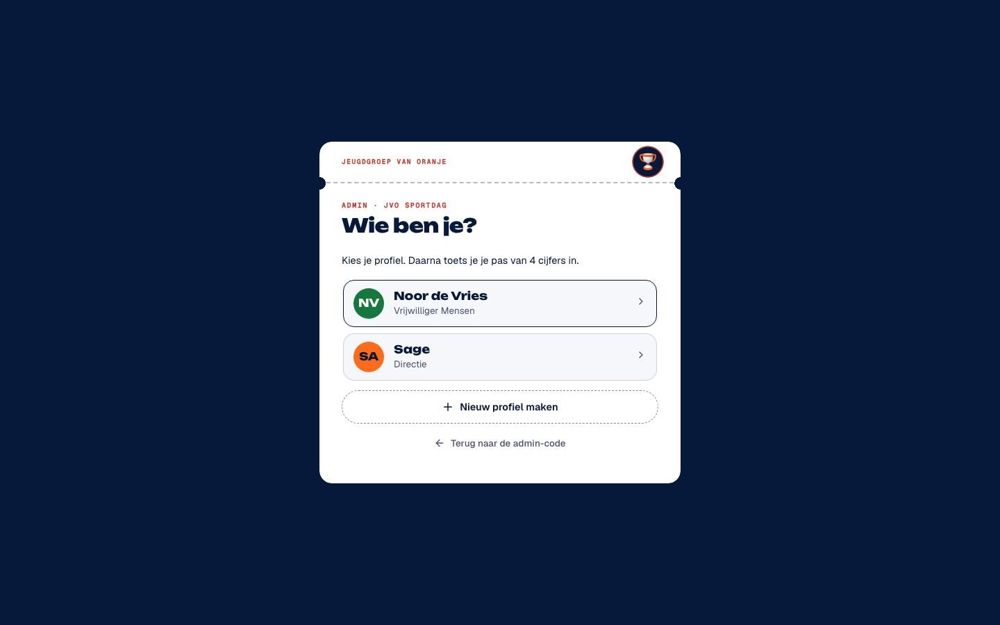 JEUGDGROEP VAN ORANJE
ADMIN · JVO SPORTDAG
Wie ben je?
Kies je profiel. Daarna toets je je pas van 4 cijfers in.
NV
Noor de Vries
Vrijwilliger Mensen
SA
Sage
Directie
+ Nieuw profiel maken
← Terug naar de admin-code